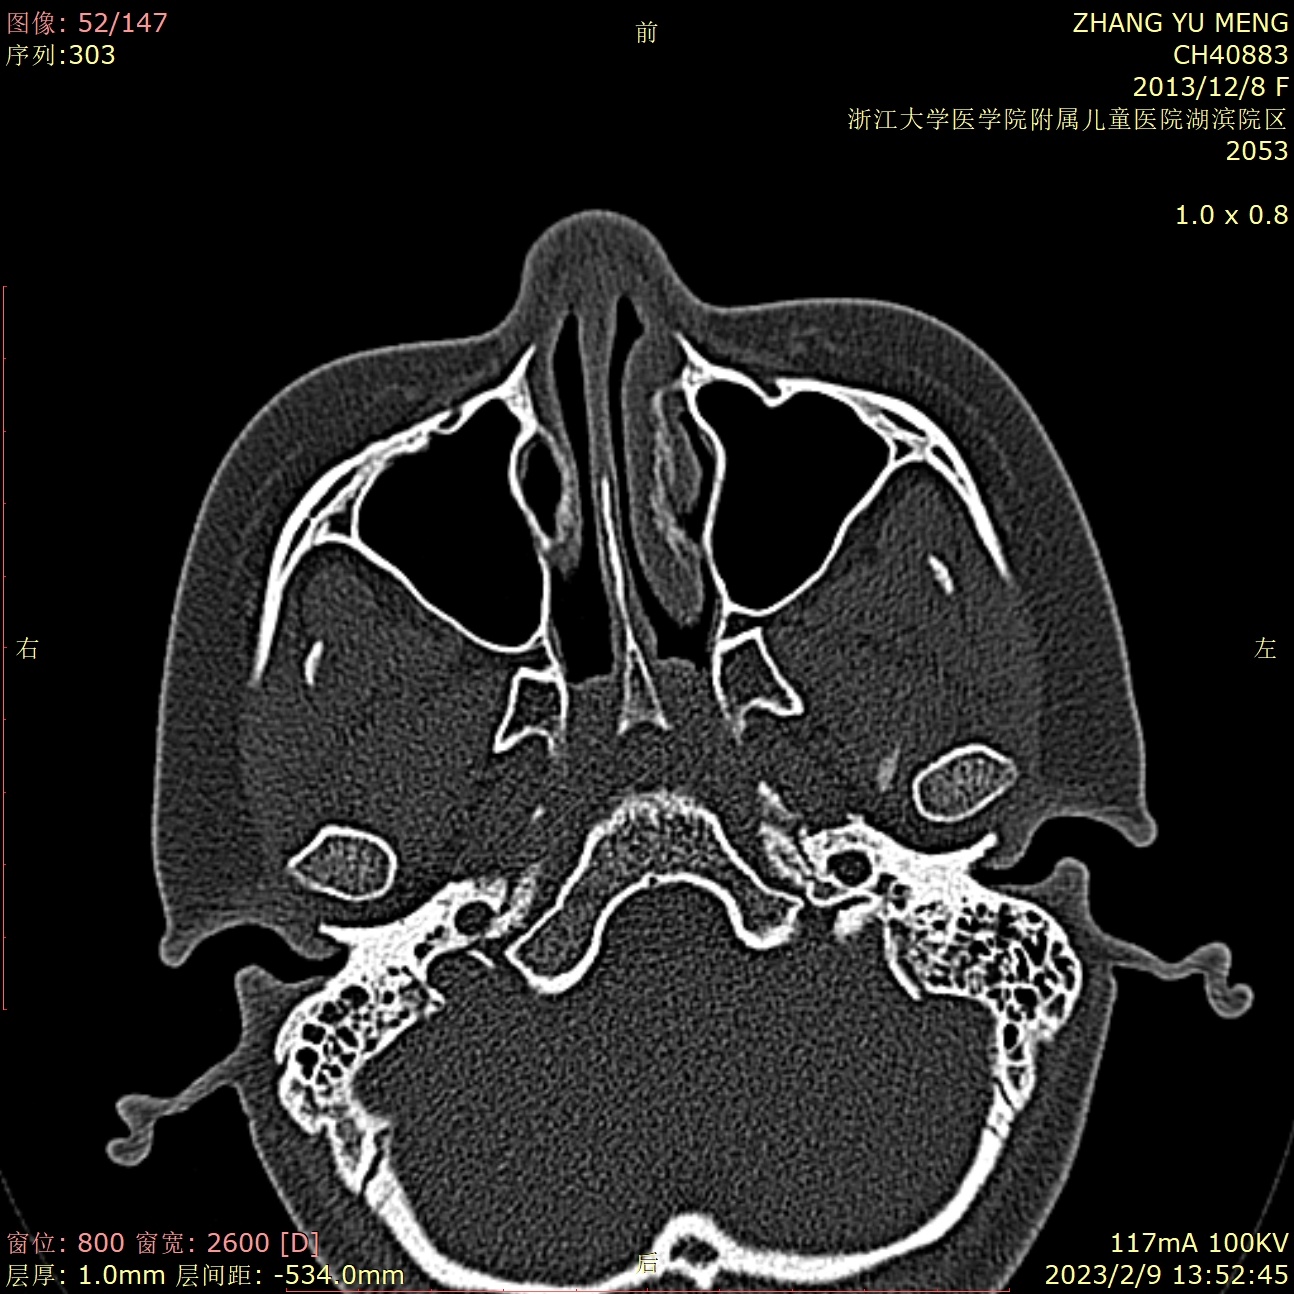 图像: 52/147
序列:303
前
ZHANG YU MENG
CH40883
2013/12/8 F
浙江大学医学院附属儿童医院湖滨院区
2053
1.0 x 0.8
右
左
窗位: 800 窗宽: 2600 [D]
层厚: 1.0mm 层间距: -534.0mm
后
117mA 100KV
2023/2/9 13:52:45